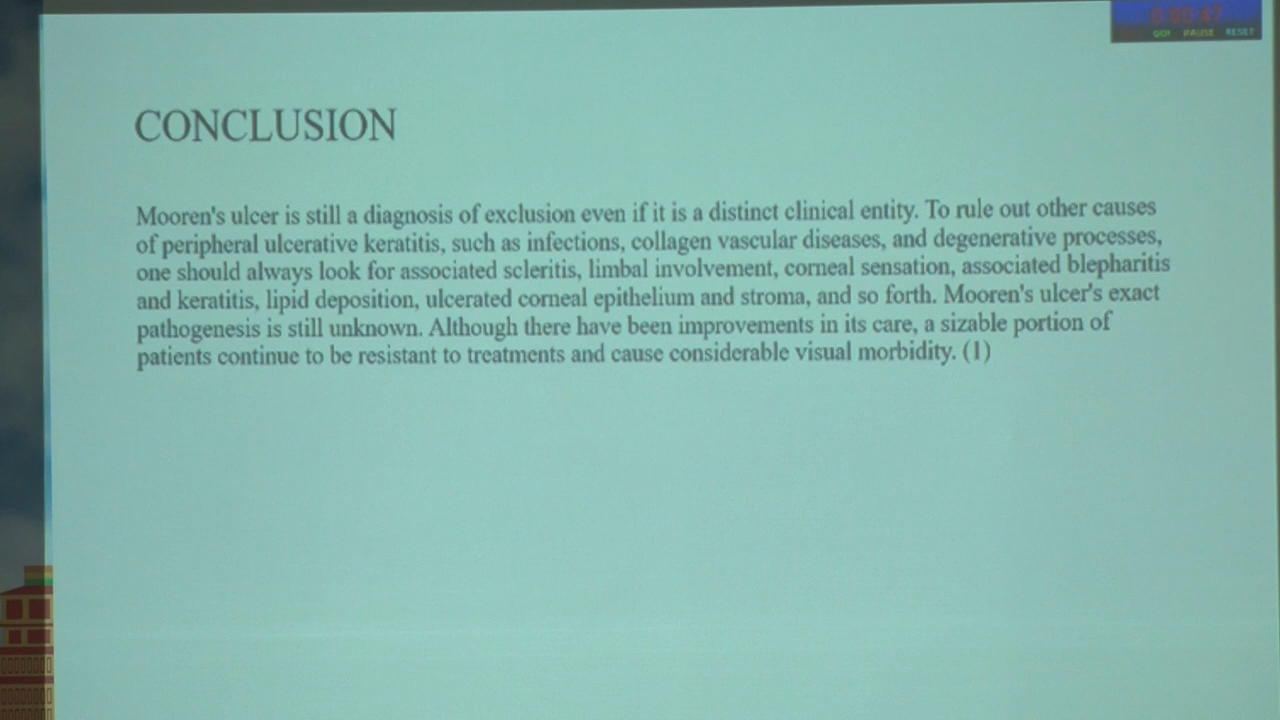 GO! PAUSE RESET
CONCLUSION
Mooren's ulcer is still a diagnosis of exclusion even if it is a distinct clinical entity. To rule out other causes
of peripheral ulcerative keratitis, such as infections, collagen vascular diseases, and degenerative processes,
one should always look for associated scleritis, limbal involvement, corneal sensation, associated blepharitis
and keratitis, lipid deposition, ulcerated corneal epithelium and stroma, and so forth. Mooren's ulcer's exact
pathogenesis is still unknown. Although there have been improvements in its care, a sizable portion of
patients continue to be resistant to treatments and cause considerable visual morbidity. (1)